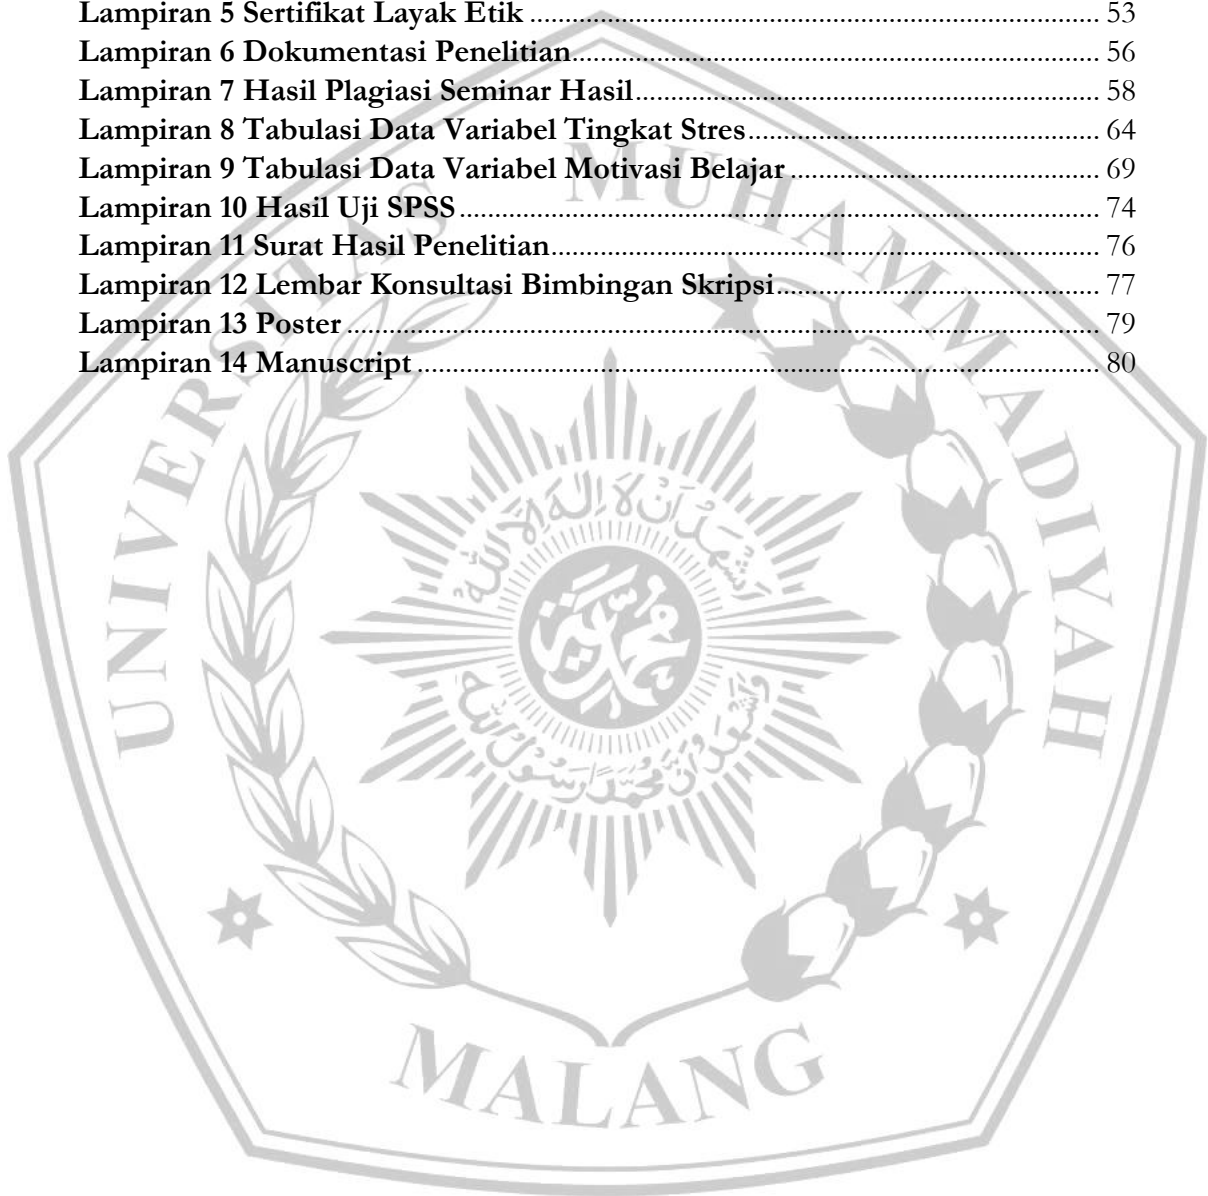 Lampiran 5 Sertifikat Layak Etik ........................................................................ 53
Lampiran 6 Dokumentasi Penelitian.................................................................. 56
Lampiran 7 Hasil Plagiasi Seminar Hasil.......................................................... 58
Lampiran 8 Tabulasi Data Variabel Tingkat Stres............................................ 64
Lampiran 9 Tabulasi Data Variabel Motivasi Belajar ....................................... 69
Lampiran 10 Hasil Uji SPSS ................................................................................. 74
Lampiran 11 Surat Hasil Penelitian..................................................................... 76
Lampiran 12 Lembar Konsultasi Bimbingan Skripsi......................................... 77
Lampiran 13 Poster ............................................................................................... 79
Lampiran 14 Manuscript ...................................................................................... 80
UNIVERSITAS MUHAMMADIYAH
MALANG